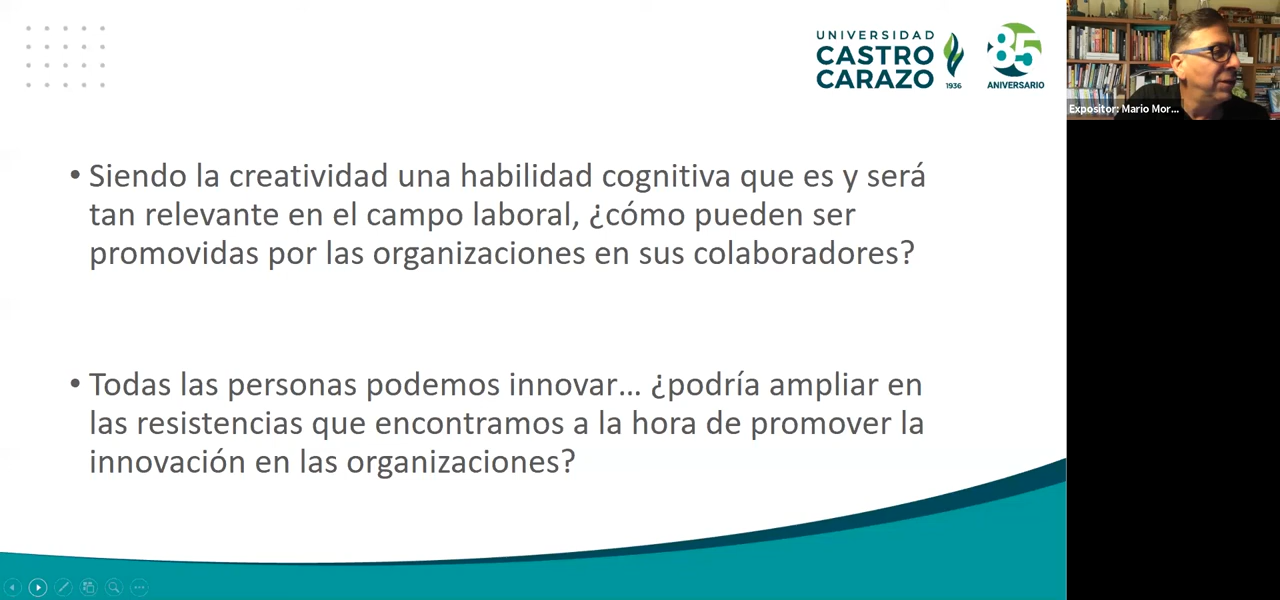 UNIVERSIDAD
CASTRO
CARAZO
1936
85
ANIVERSARIO
Expositor: Mario Mor...
• Siendo la creatividad una habilidad cognitiva que es y será
tan relevante en el campo laboral, ¿cómo pueden ser
promovidas por las organizaciones en sus colaboradores?
• Todas las personas podemos innovar... ¿podría ampliar en
las resistencias que encontramos a la hora de promover la
innovación en las organizaciones?